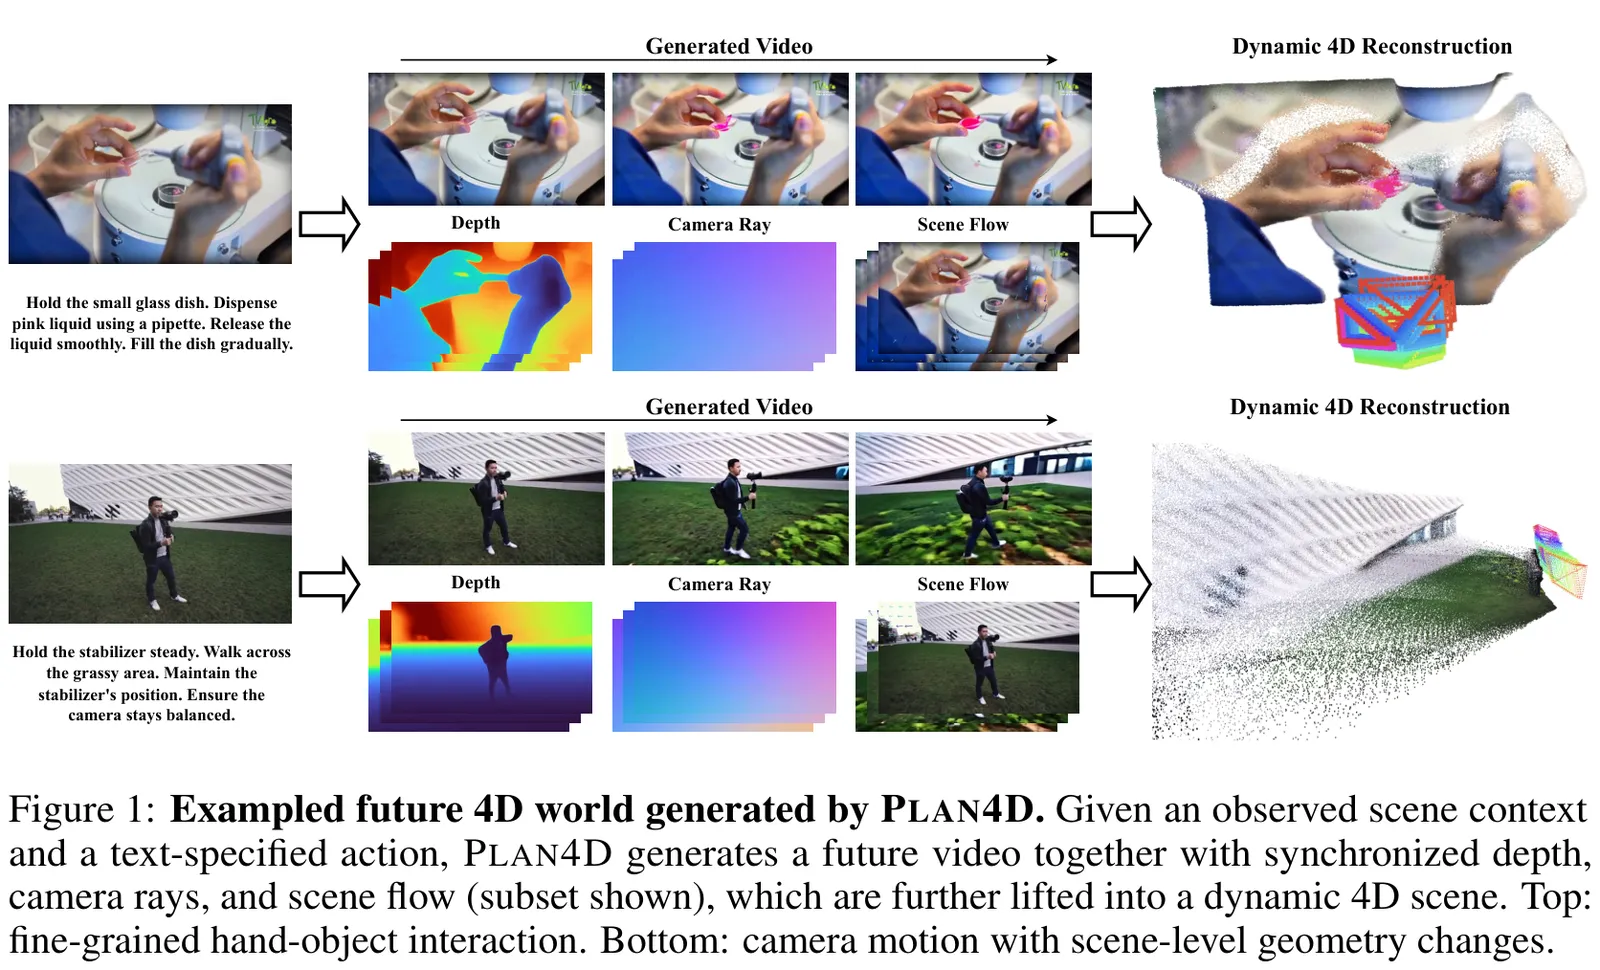 Generated Video
Dynamic 4D Reconstruction
Depth
Camera Ray
Scene Flow
Hold the small glass dish. Dispense
pink liquid using a pipette. Release the
liquid smoothly. Fill the dish gradually.
Generated Video
Dynamic 4D Reconstruction
Depth
Camera Ray
Scene Flow
Hold the stabilizer steady. Walk across
the grassy area. Maintain the
stabilizer's position. Ensure the
camera stays balanced.
Figure 1: Exampled future 4D world generated by PLAN4D. Given an observed scene context
and a text-specified action, PLAN4D generates a future video together with synchronized depth,
camera rays, and scene flow (subset shown), which are further lifted into a dynamic 4D scene. Top:
fine-grained hand-object interaction. Bottom: camera motion with scene-level geometry changes.